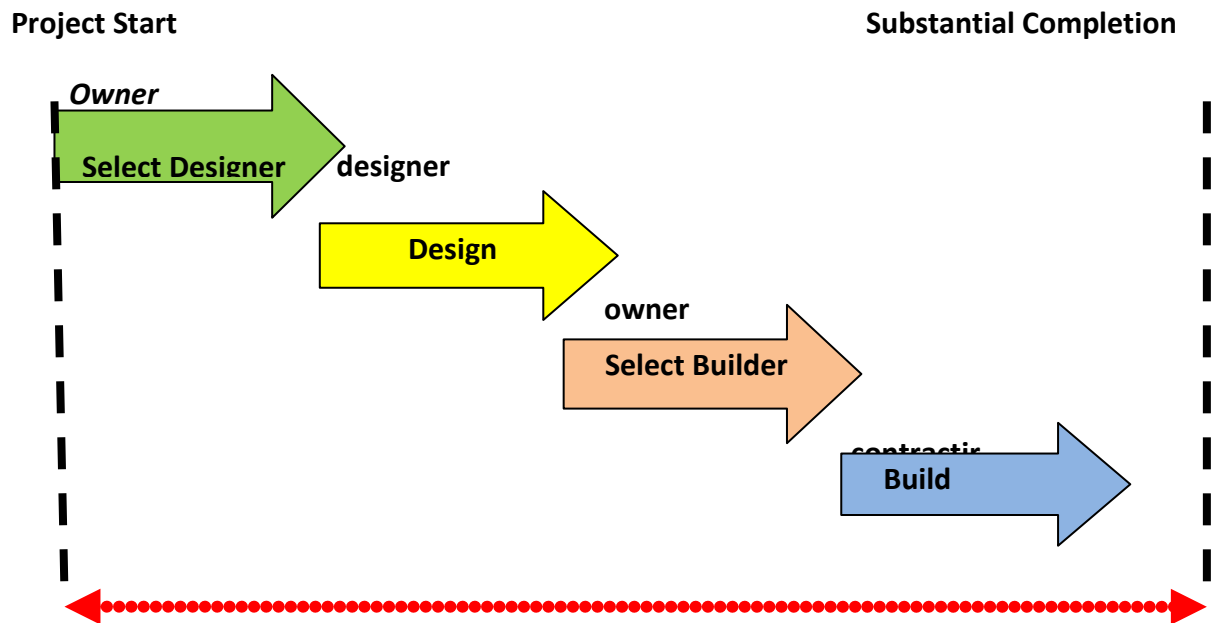 Project Start
Substantial Completion
Owner
Select Designer
designer
Design
owner
Select Builder
contractir
Build